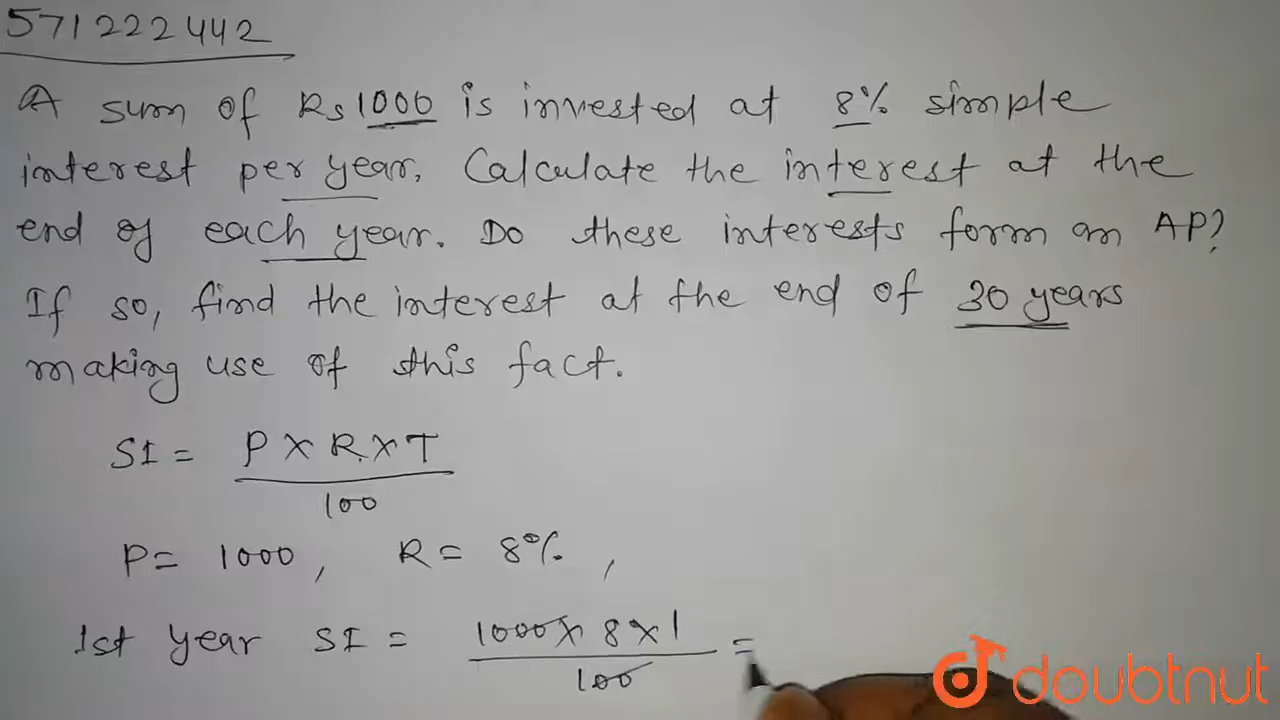 571222442
A sum of Rs 1000 is invested at 8% simple
interest per year. Calculate the interest at the
end of each year. Do these interests form an AP?
If so, find the interest at the end of 30 years
making use of this fact.
SI = P × R × T
100
P = 1000, R = 8%,
1st year SI = 1000 × 8 × 1 =
100
doubtnut